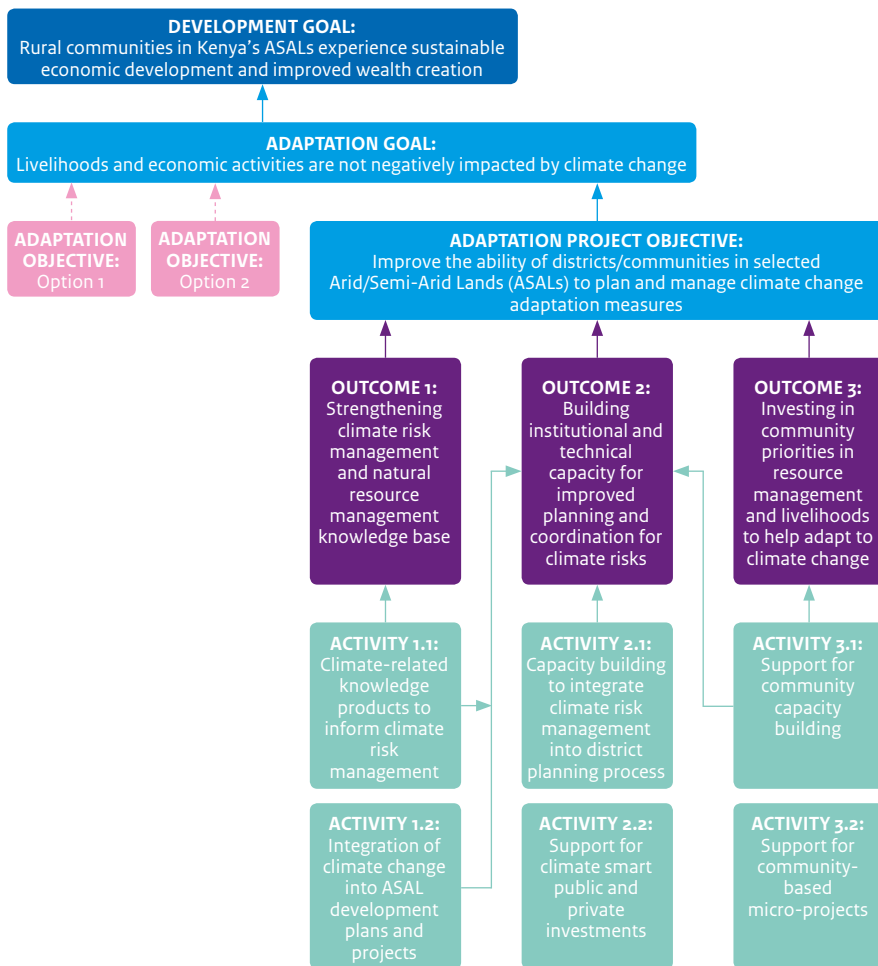 DEVELOPMENT GOAL:
Rural communities in Kenya's ASALs experience sustainable
economic development and improved wealth creation
ADAPTATION GOAL:
Livelihoods and economic activities are not negatively impacted by climate change
ADAPTATION
OBJECTIVE:
Option 1
ADAPTATION
OBJECTIVE:
Option 2
ADAPTATION PROJECT OBJECTIVE:
Improve the ability of districts/communities in selected
Arid/Semi-Arid Lands (ASALs) to plan and manage climate change
adaptation measures
OUTCOME 1:
Strengthening
climate risk
management
and natural
resource
management
knowledge base
OUTCOME 2:
Building
institutional and
technical
capacity for
improved
planning and
coordination for
climate risks
OUTCOME 3:
Investing in
community
priorities in
resource
management
and livelihoods
to help adapt to
climate change
ACTIVITY 1.1:
Climate-related
knowledge
products to
inform climate
risk
management
ACTIVITY 2.1:
Capacity building
to integrate
climate risk
management
into district
planning process
ACTIVITY 3.1:
Support for
community
capacity
building
ACTIVITY 1.2:
Integration of
climate change
into ASAL
development
plans and
projects
ACTIVITY 2.2:
Support for
climate smart
public and
private
investments
ACTIVITY 3.2:
Support for
community-
based
micro-projects